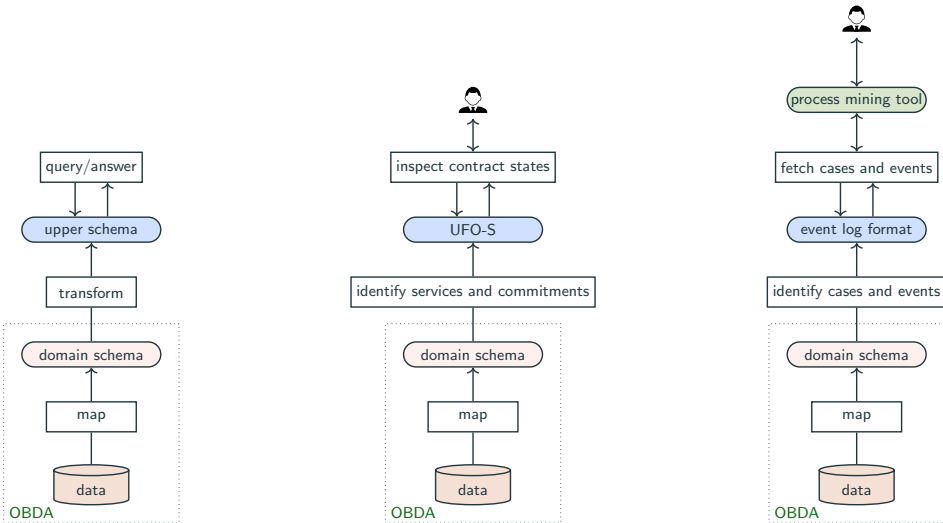 query/answer
upper schema
transform
domain schema
map
data
OBDA
inspect contract states
UFO-S
identify services and commitments
domain schema
map
data
OBDA
process mining tool
fetch cases and events
event log format
identify cases and events
domain schema
map
data
OBDA